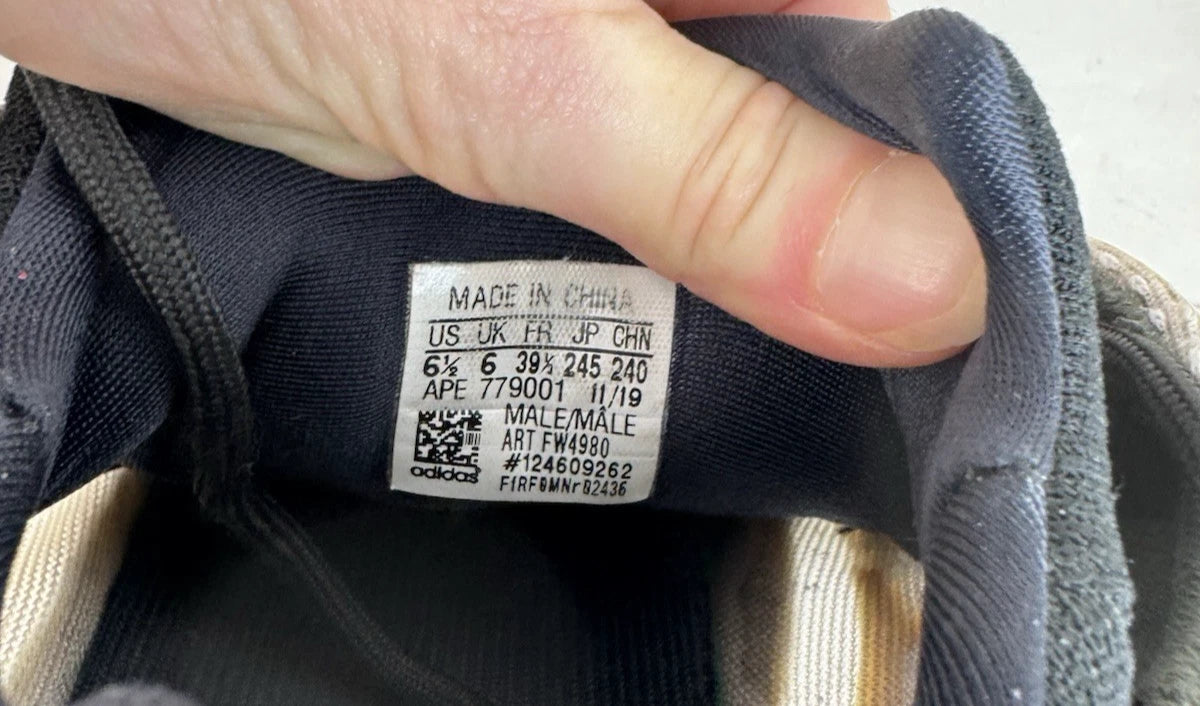 MADE IN CHINA
US UK FR JP CHN
6½ 6 39⅓ 245 240
APE 779001 11/19
MALE/MÂLE
ART FW4980
#124609262
adidas
F1RF9MNr02436